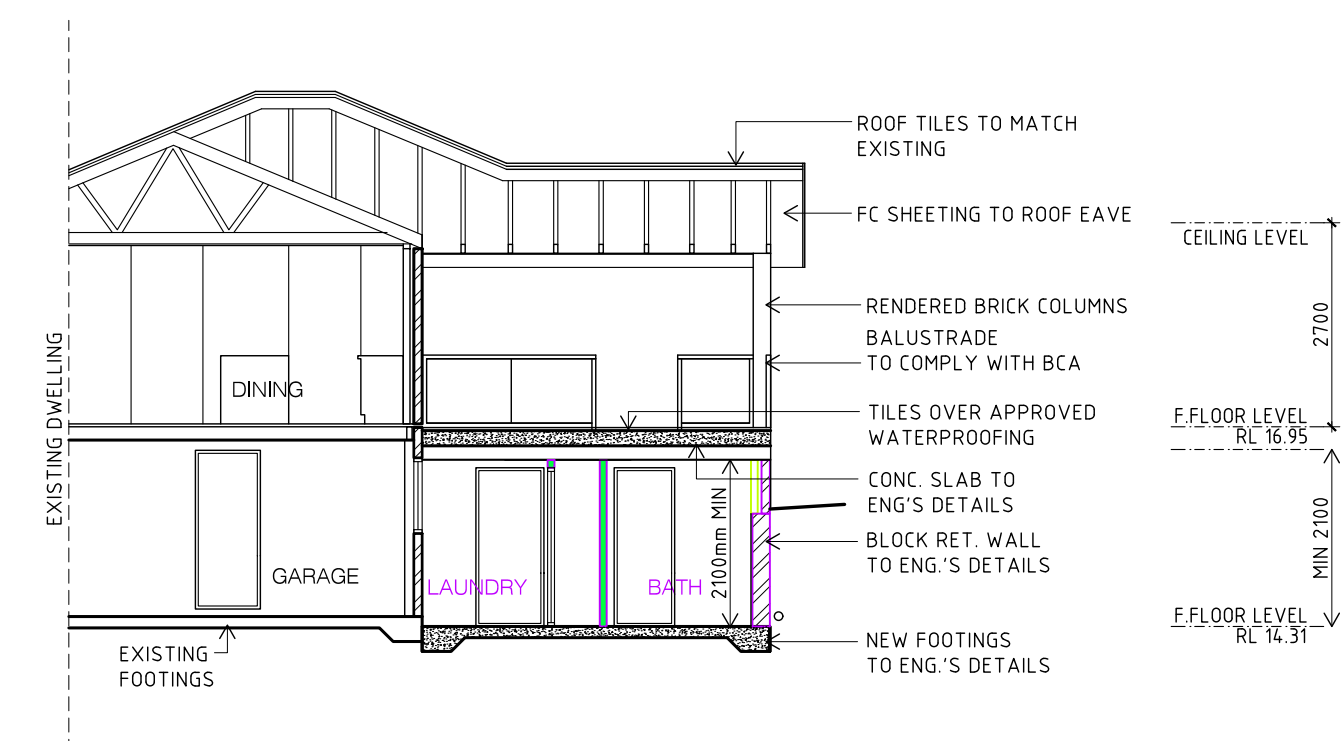 ROOF TILES TO MATCH
EXISTING
FC SHEETING TO ROOF EAVE
CEILING LEVEL
2700
RENDERED BRICK COLUMNS
BALUSTRADE
TO COMPLY WITH BCA
EXISTING DWELLING
DINING
TILES OVER APPROVED
WATERPROOFING
F.FLOOR LEVEL
RL 16.95
CONC. SLAB TO
ENG'S DETAILS
2100mm MIN
BLOCK RET. WALL
TO ENG.'S DETAILS
MIN 2100
GARAGE
LAUNDRY
BATH
F.FLOOR LEVEL
RL 14.31
EXISTING
FOOTINGS
NEW FOOTINGS
TO ENG.'S DETAILS